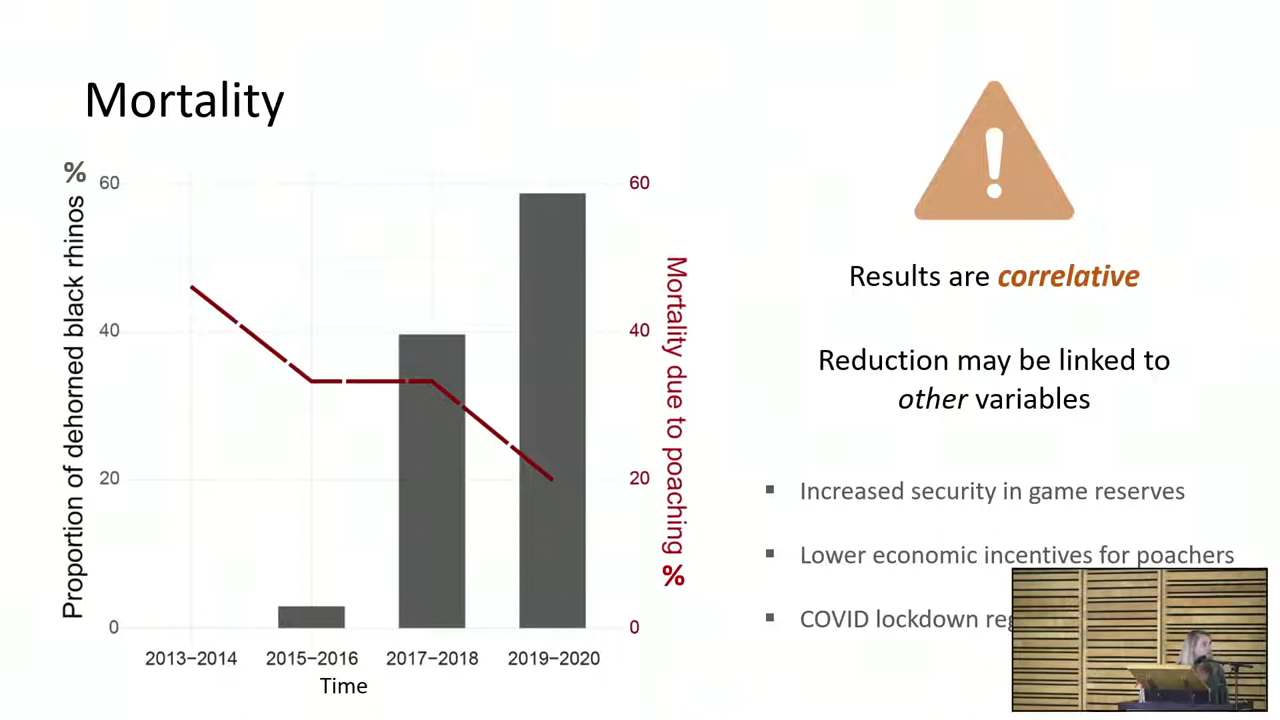 Mortality
%
Proportion of dehorned black rhinos
60
40
20
0
60
40
20
0
Mortality due to poaching
%
2013–2014
2015–2016
2017–2018
2019–2020
Time
Results are correlative
Reduction may be linked to
other variables
▪ Increased security in game reserves
▪ Lower economic incentives for poachers
▪ COVID lockdown